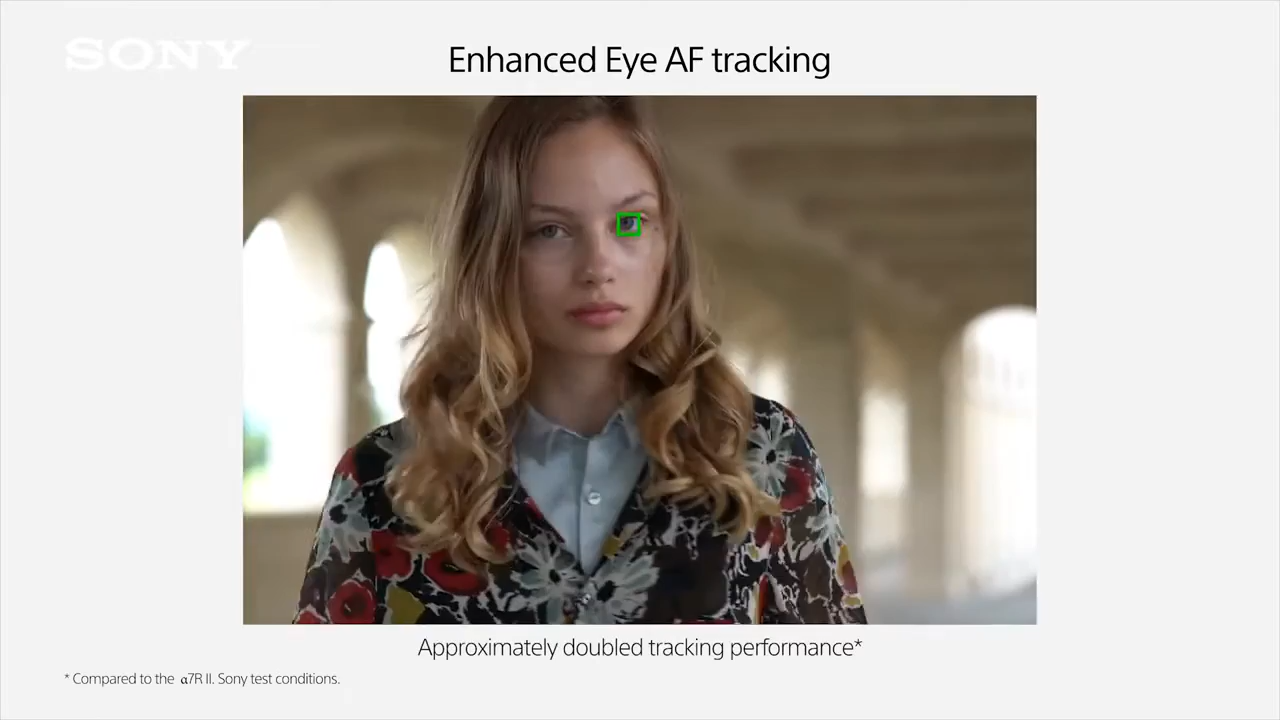 SONY
Enhanced Eye AF tracking
Approximately doubled tracking performance*
* Compared to the α7R II. Sony test conditions.